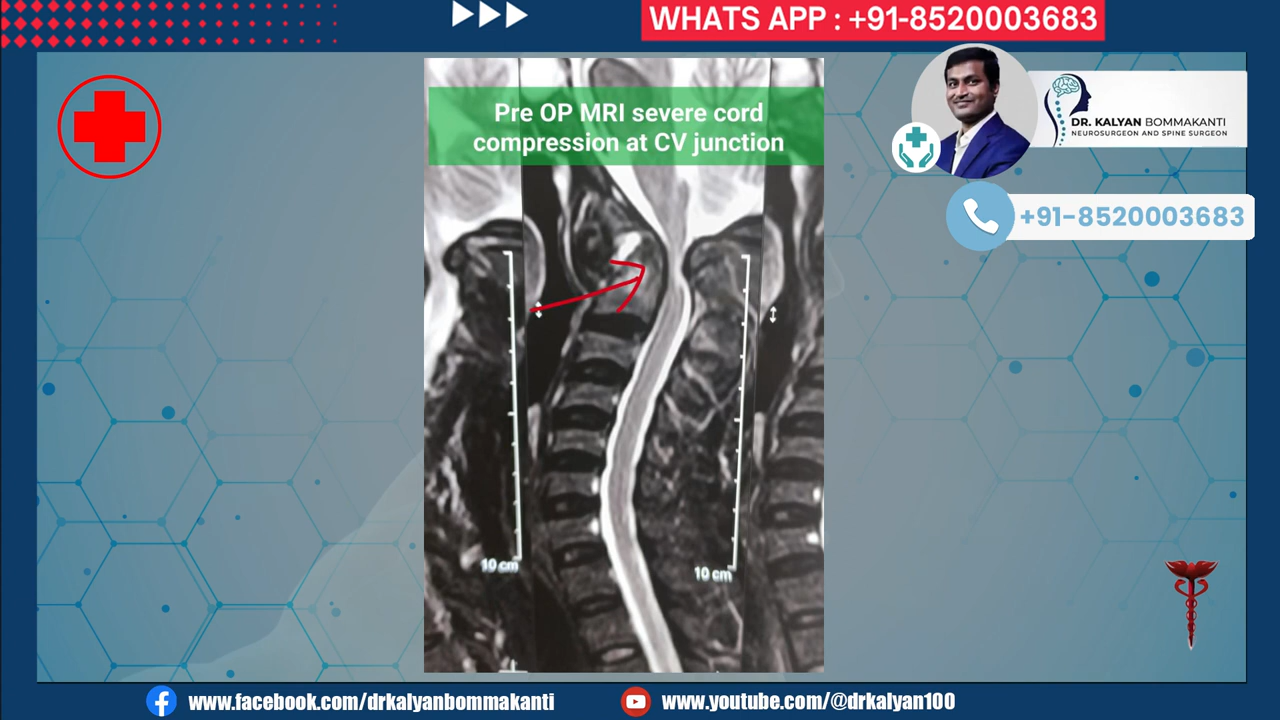 WHATS APP : +91-8520003683
Pre OP MRI severe cord
compression at CV junction
DR. KALYAN BOMMAKANTI
NEUROSURGEON AND SPINE SURGEON
+91-8520003683
10 cm
10 cm
www.facebook.com/drkalyanbommakanti
www.youtube.com/@drkalyan100